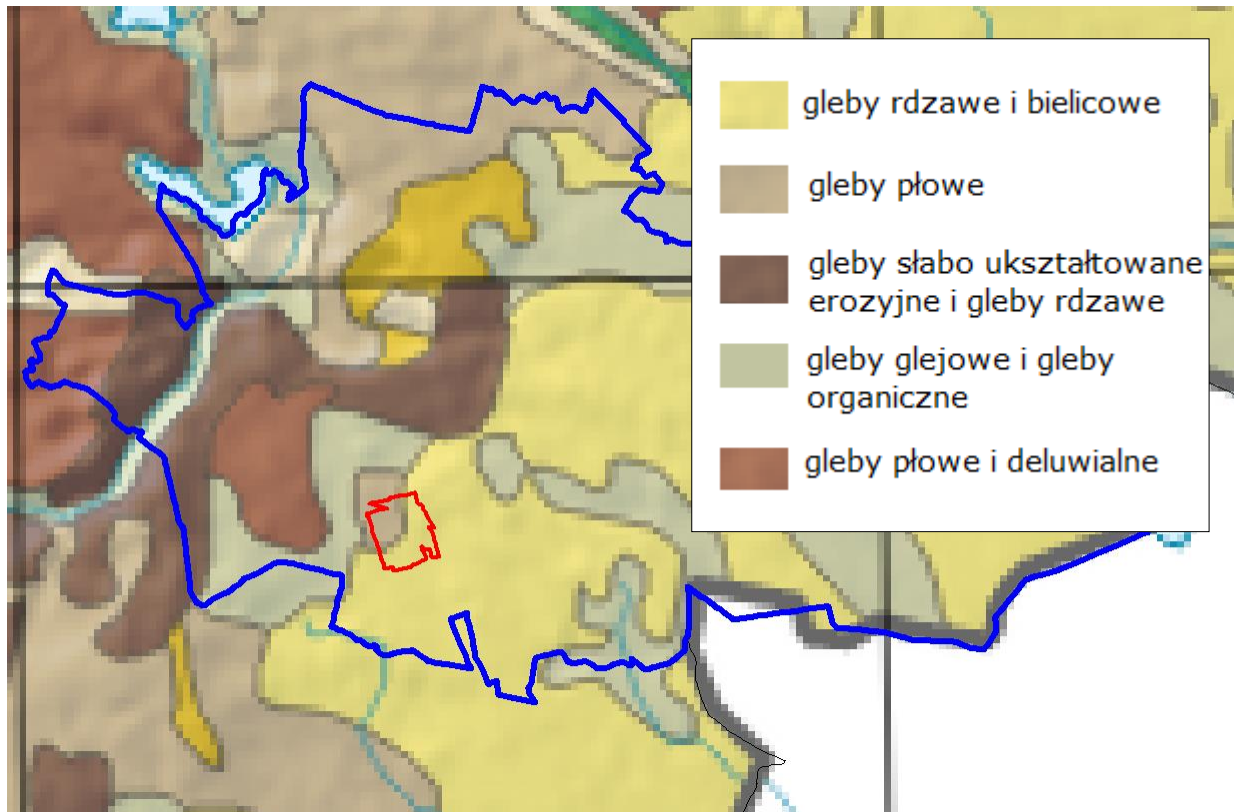 gleby rdzawe i bielicowe
gleby płowe
gleby słabo ukształtowane
erozyjne i gleby rdzawe
gleby glejowe i gleby
organiczne
gleby płowe i deluwialne